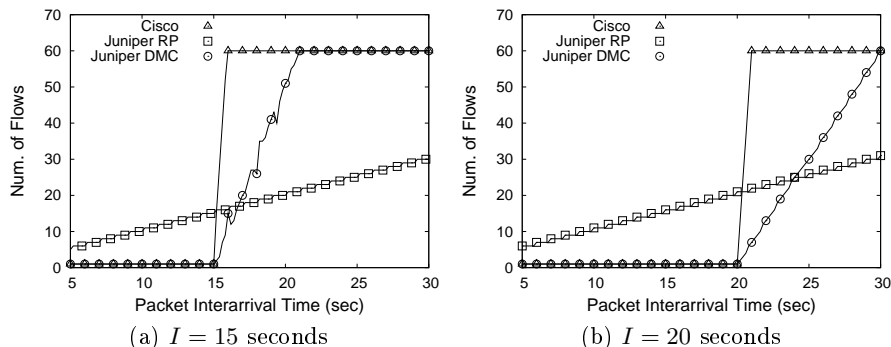 Cisco
Juniper RP
Juniper DMC
Num. of Flows
70
60
50
40
30
20
10
0
5
10
15
20
25
30
Packet Interarrival Time (sec)
(a) I = 15 seconds
Cisco
Juniper RP
Juniper DMC
Num. of Flows
70
60
50
40
30
20
10
0
5
10
15
20
25
30
Packet Interarrival Time (sec)
(b) I = 20 seconds